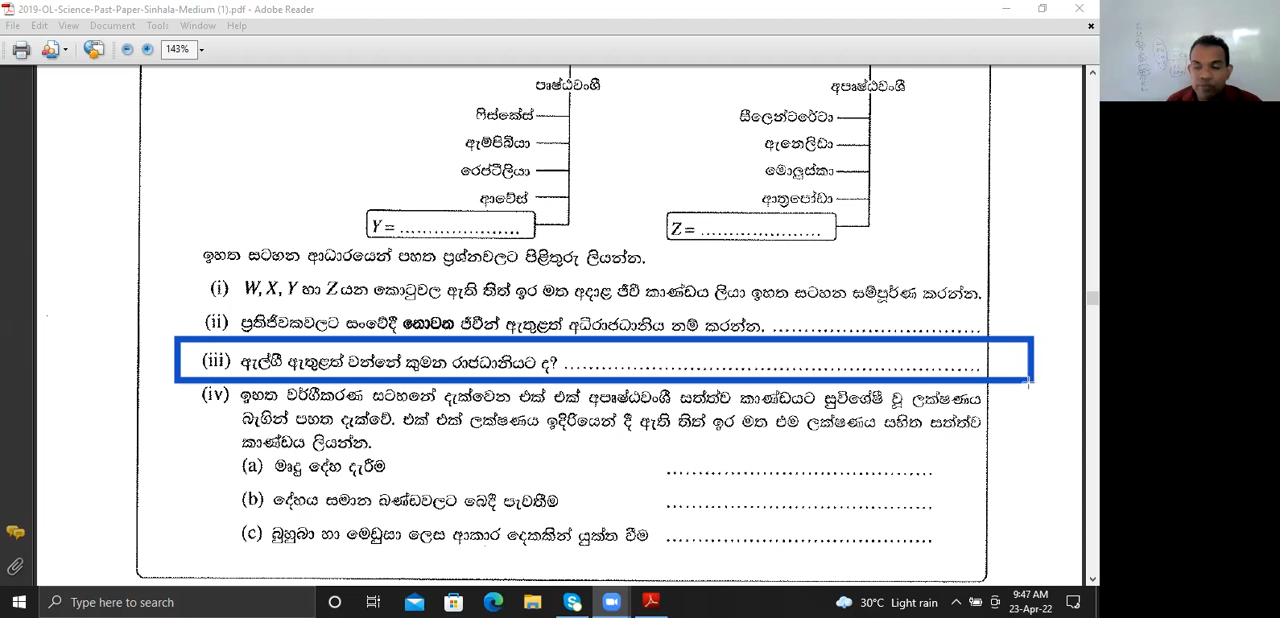 2019-OL-Science-Past-Paper-Sinhala-Medium (1).pdf - Adobe Reader
File Edit View Document Tools Window Help
143%
පෘෂ්ඨවංශී
අපෘෂ්ඨවංශී
ෆිස්කේස්
සීලෙන්ටරේටා
ඇම්පිබියා
ඇනෙලිඩා
රෙප්ටීලියා
මොලුස්කා
ආවේස්
ආත්‍රපෝඩා
Y = .....................
Z = .....................
ඉහත සටහන ආධාරයෙන් පහත ප්‍රශ්නවලට පිළිතුරු ලියන්න.
(i) W, X, Y හා Z යන කොටුවල ඇති තිත් ඉර මත අදාළ ජීවී කාණ්ඩය ලියා ඉහත සටහන සම්පූර්ණ කරන්න.
(ii) ප්‍රතිජීවකවලට සංවේදී නොවන ජීවීන් ඇතුළත් අධිරාජධානිය නම් කරන්න. .....................
(iii) ඇල්ගී ඇතුළත් වන්නේ කුමන රාජධානියට ද? .....................
(iv) ඉහත වර්ගීකරණ සටහනේ දැක්වෙන එක් එක් අපෘෂ්ඨවංශී සත්ත්ව කාණ්ඩයට සුවිශේෂී වූ ලක්ෂණය
බැගින් පහත දැක්වේ. එක් එක් ලක්ෂණය ඉදිරියෙන් දී ඇති තිත් ඉර මත එම ලක්ෂණය සහිත සත්ත්ව
කාණ්ඩය ලියන්න.
(a) මෘදු දේහ දැරීම .....................
(b) දේහය සමාන ඛණ්ඩවලට බෙදී පැවතීම .....................
(c) බුහුබා හා මෙඩුසා ලෙස ආකාර දෙකකින් යුක්ත වීම .....................
Type here to search
30°C Light rain
9:47 AM
23-Apr-22